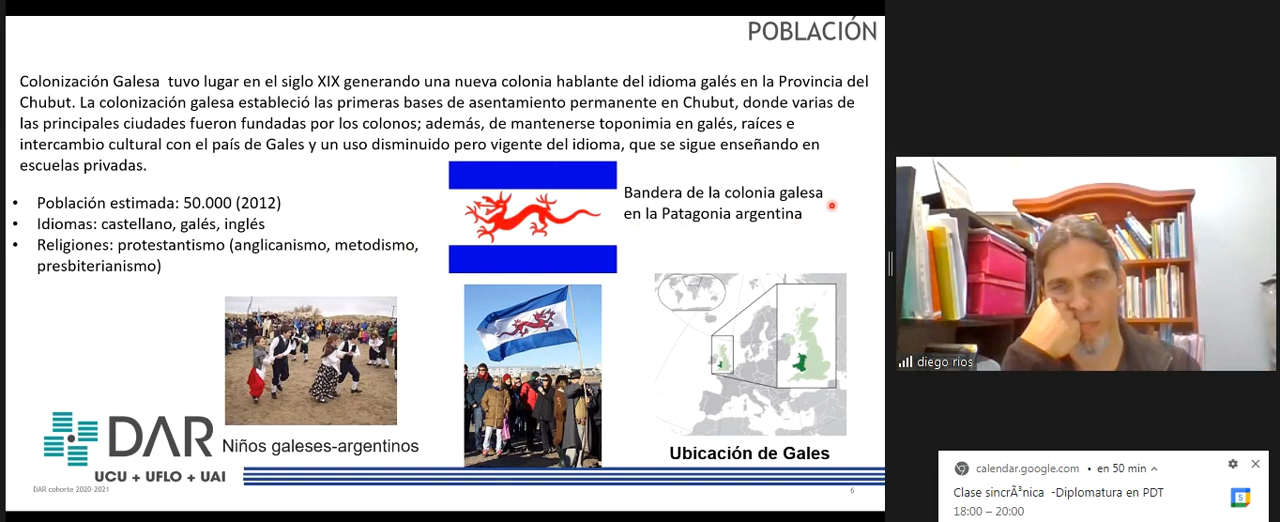 POBLACIÓN
Colonización Galesa tuvo lugar en el siglo XIX generando una nueva colonia hablante del idioma galés en la Provincia del
Chubut. La colonización galesa estableció las primeras bases de asentamiento permanente en Chubut, donde varias de
las principales ciudades fueron fundadas por los colonos; además, de mantenerse toponimia en galés, raíces e
intercambio cultural con el país de Gales y un uso disminuido pero vigente del idioma, que se sigue enseñando en
escuelas privadas.
• Población estimada: 50.000 (2012)
• Idiomas: castellano, galés, inglés
• Religiones: protestantismo (anglicanismo, metodismo,
presbiterianismo)
Bandera de la colonia galesa
en la Patagonia argentina
Niños galeses-argentinos
Ubicación de Gales
DAR
UCU + UFLO + UAI
DAR cohorte 2020-2021
6
diego rios
calendar.google.com • en 50 min
Clase sincrÃ³nica -Diplomatura en PDT
18:00 – 20:00
5